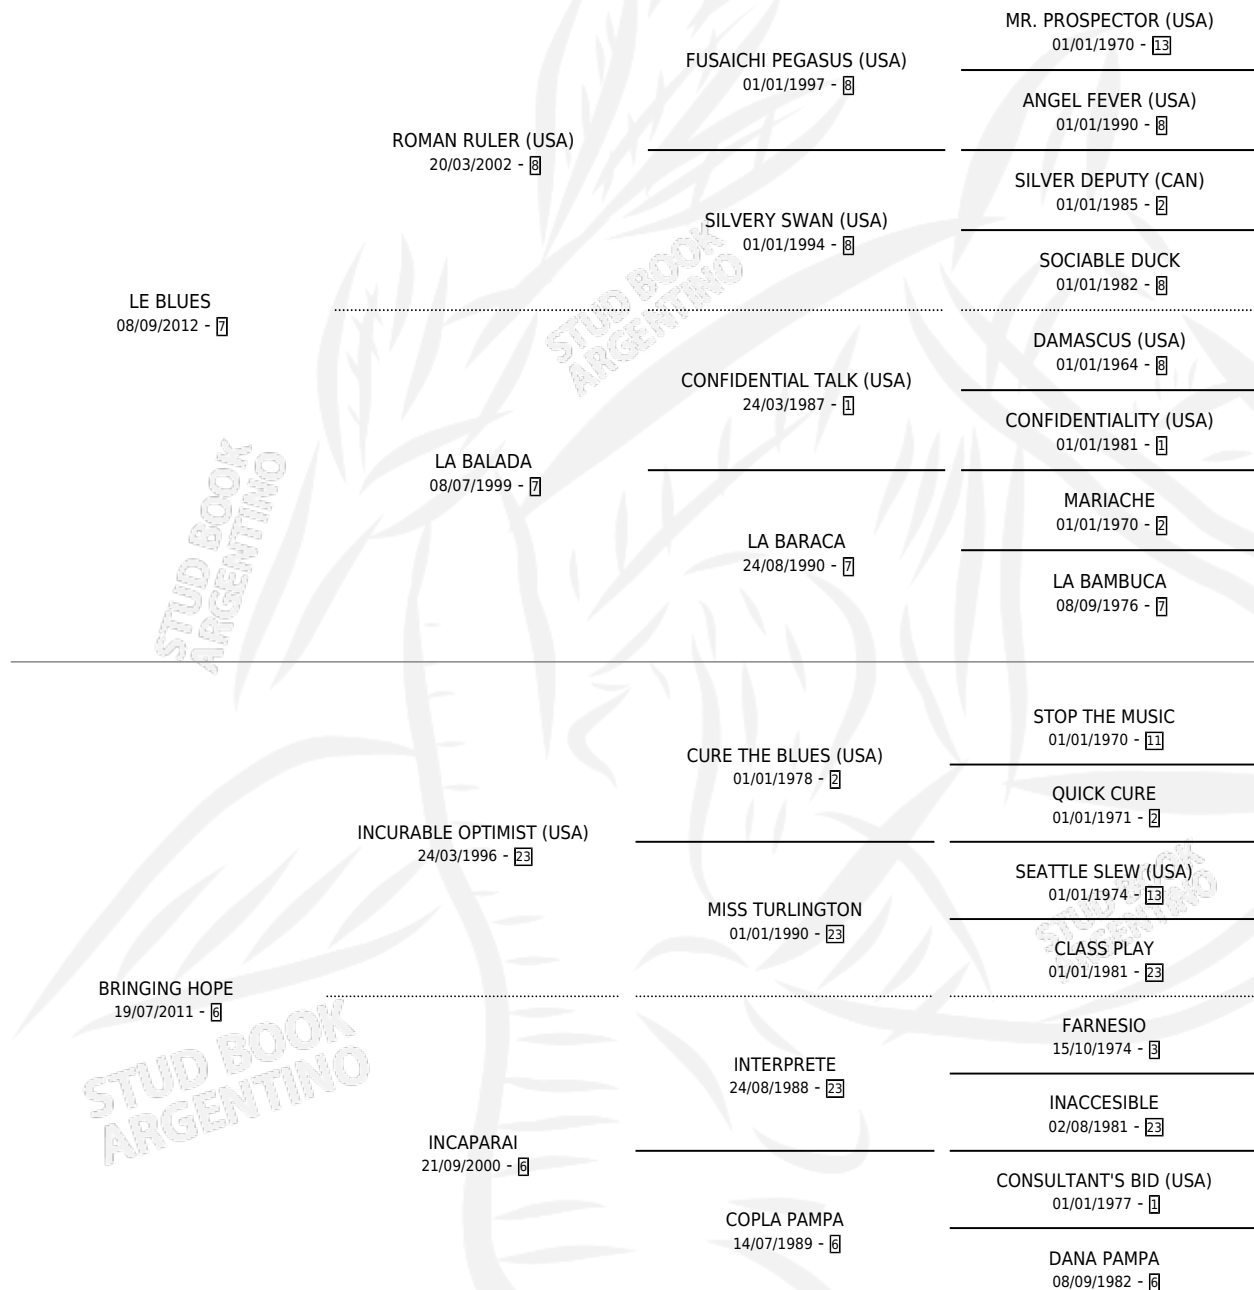 MR. PROSPECTOR (USA)
01/01/1970 - 13
FUSAICHI PEGASUS (USA)
01/01/1997 - 8
ANGEL FEVER (USA)
01/01/1990 - 8
ROMAN RULER (USA)
20/03/2002 - 8
SILVER DEPUTY (CAN)
01/01/1985 - 2
SILVERY SWAN (USA)
01/01/1994 - 8
SOCIABLE DUCK
01/01/1982 - 8
LE BLUES
08/09/2012 - 7
DAMASCUS (USA)
01/01/1964 - 8
CONFIDENTIAL TALK (USA)
24/03/1987 - 1
CONFIDENTIALITY (USA)
01/01/1981 - 1
LA BALADA
08/07/1999 - 7
MARIACHE
01/01/1970 - 2
LA BARACA
24/08/1990 - 7
LA BAMBUCA
08/09/1976 - 7
STOP THE MUSIC
01/01/1970 - 11
CURE THE BLUES (USA)
01/01/1978 - 2
QUICK CURE
01/01/1971 - 2
INCURABLE OPTIMIST (USA)
24/03/1996 - 23
SEATTLE SLEW (USA)
01/01/1974 - 13
MISS TURLINGTON
01/01/1990 - 23
CLASS PLAY
01/01/1981 - 23
BRINGING HOPE
19/07/2011 - 6
FARNESIO
15/10/1974 - 3
INTERPRETE
24/08/1988 - 23
INACCESIBLE
02/08/1981 - 23
INCAPARAI
21/09/2000 - 6
CONSULTANT'S BID (USA)
01/01/1977 - 1
COPLA PAMPA
14/07/1989 - 6
DANA PAMPA
08/09/1982 - 6
STUD BOOK
ARGENTINO
STUD BOOK
ARGENTINO
STUD BOOK
ARGENTINO
STUD BOOK
ARGENTINO